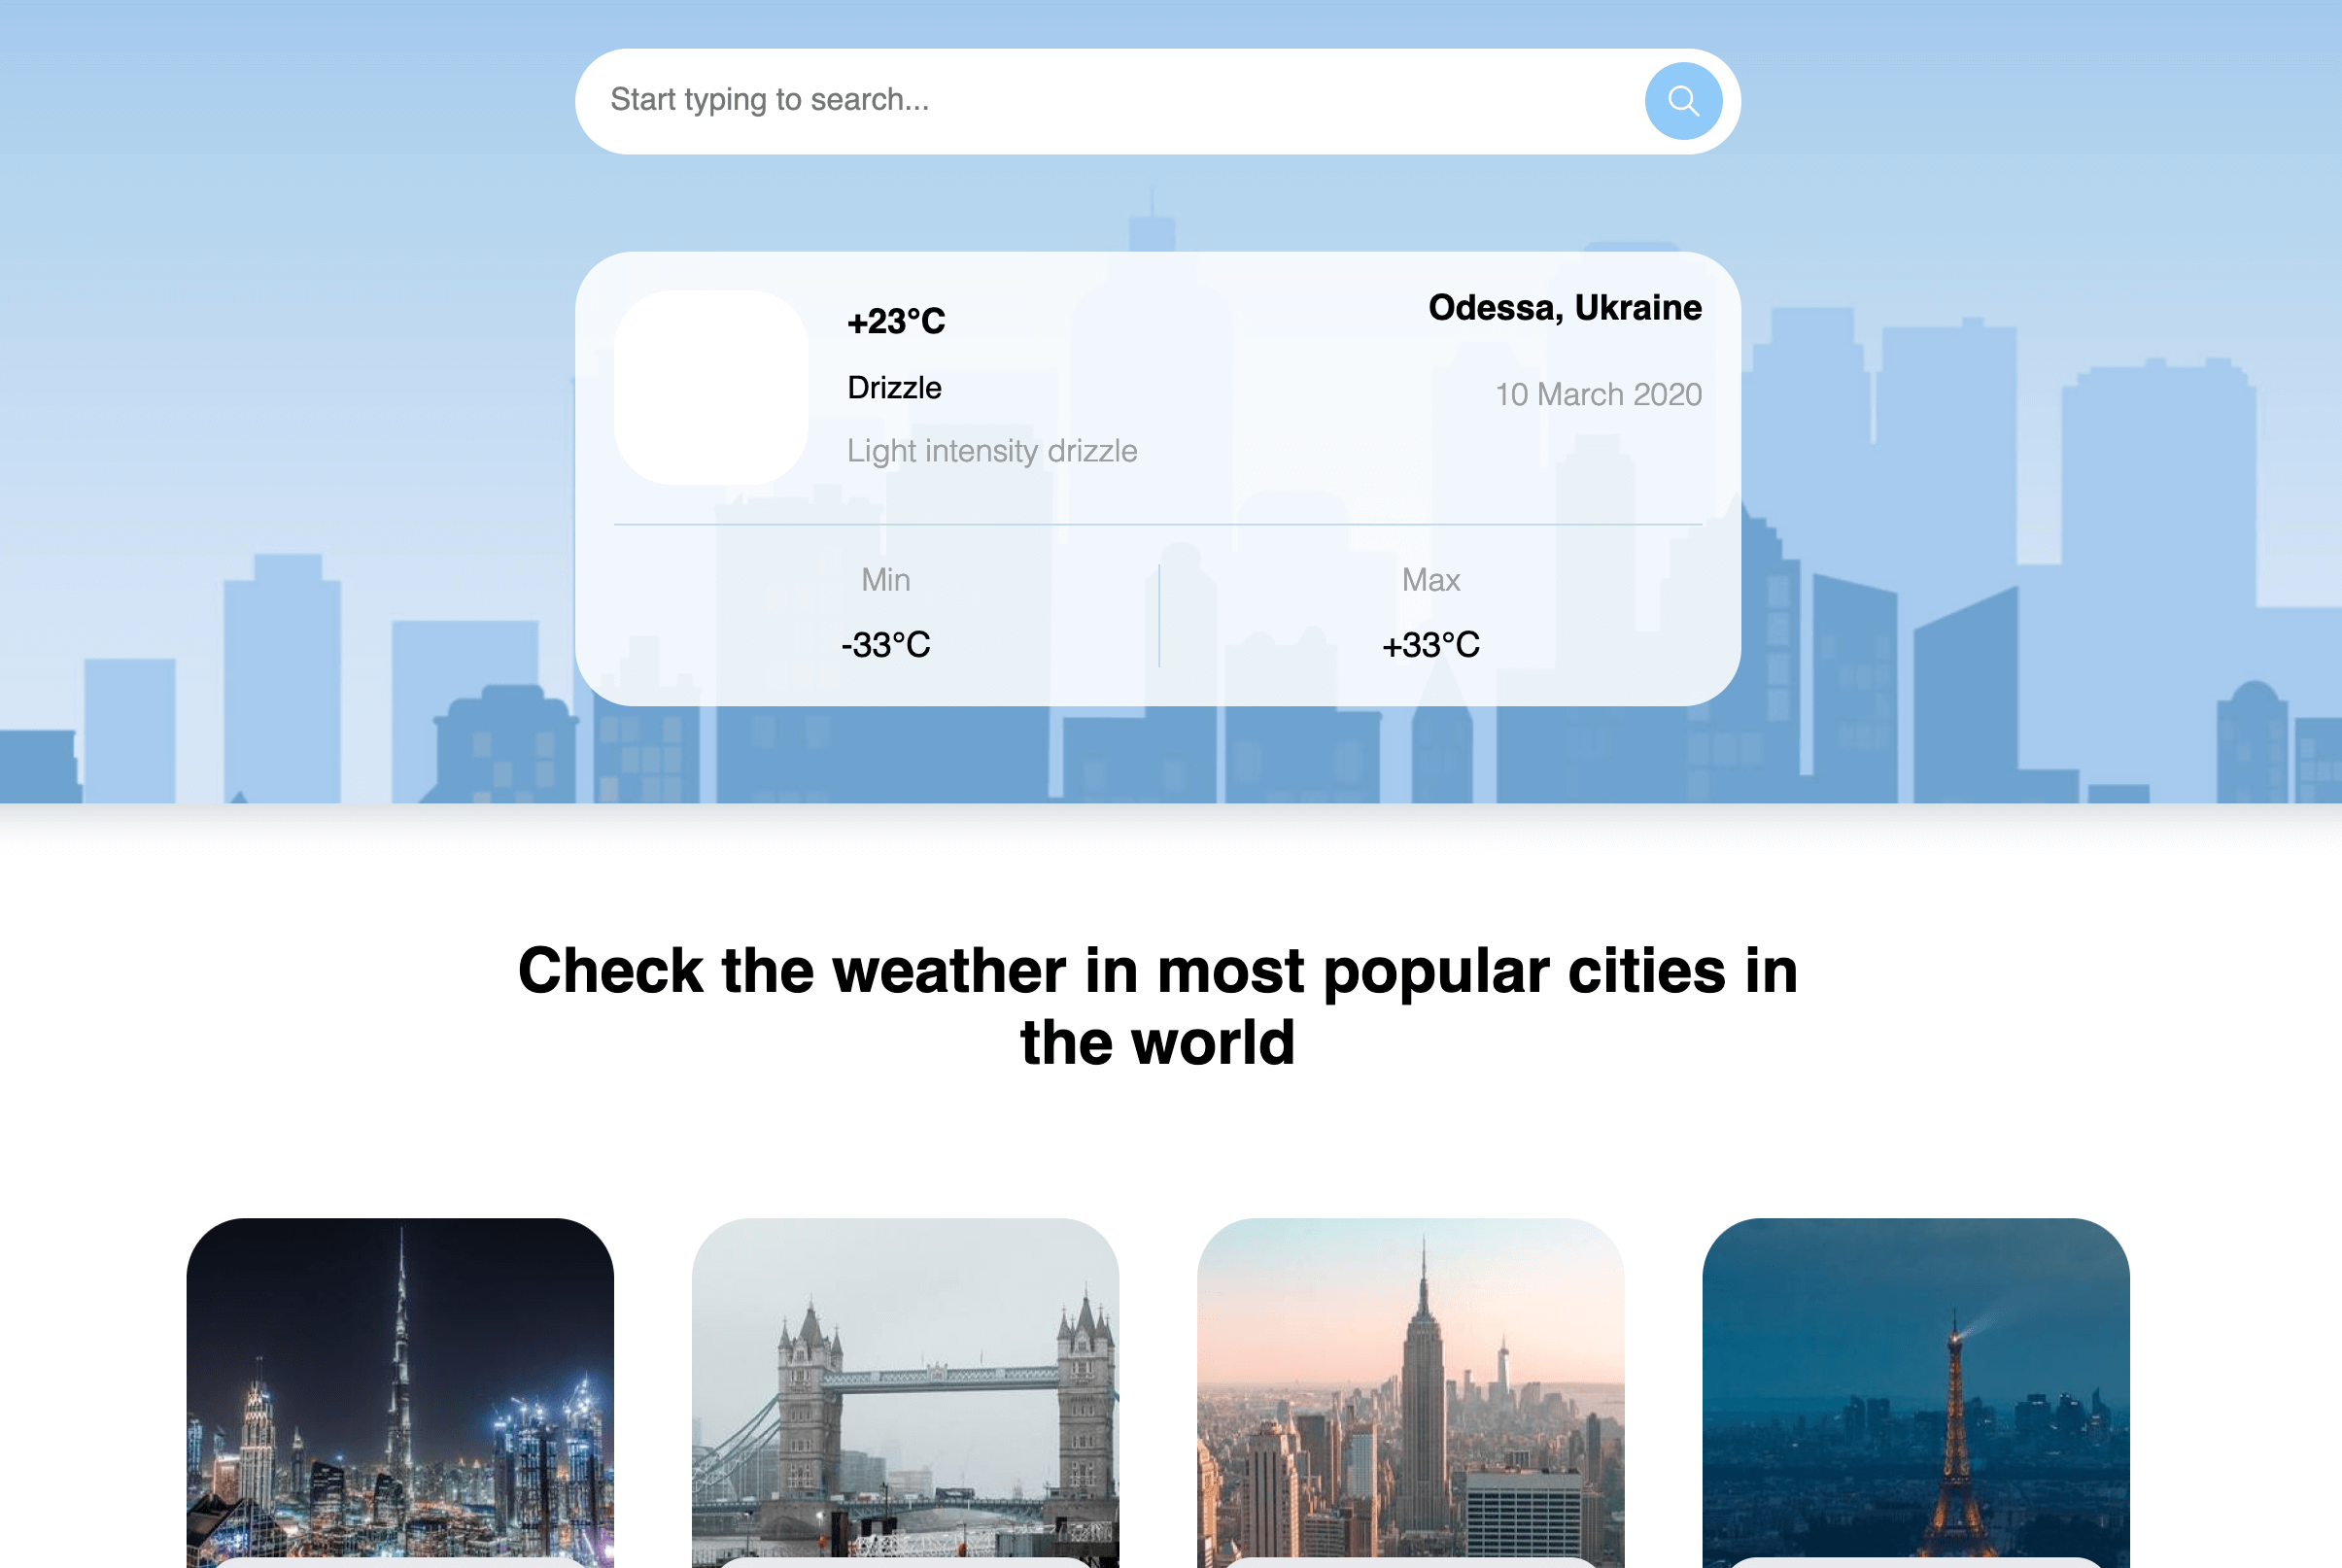 Start typing to search...
+23°C
Odessa, Ukraine
Drizzle
10 March 2020
Light intensity drizzle
Min
Max
-33°C
+33°C
Check the weather in most popular cities in
the world